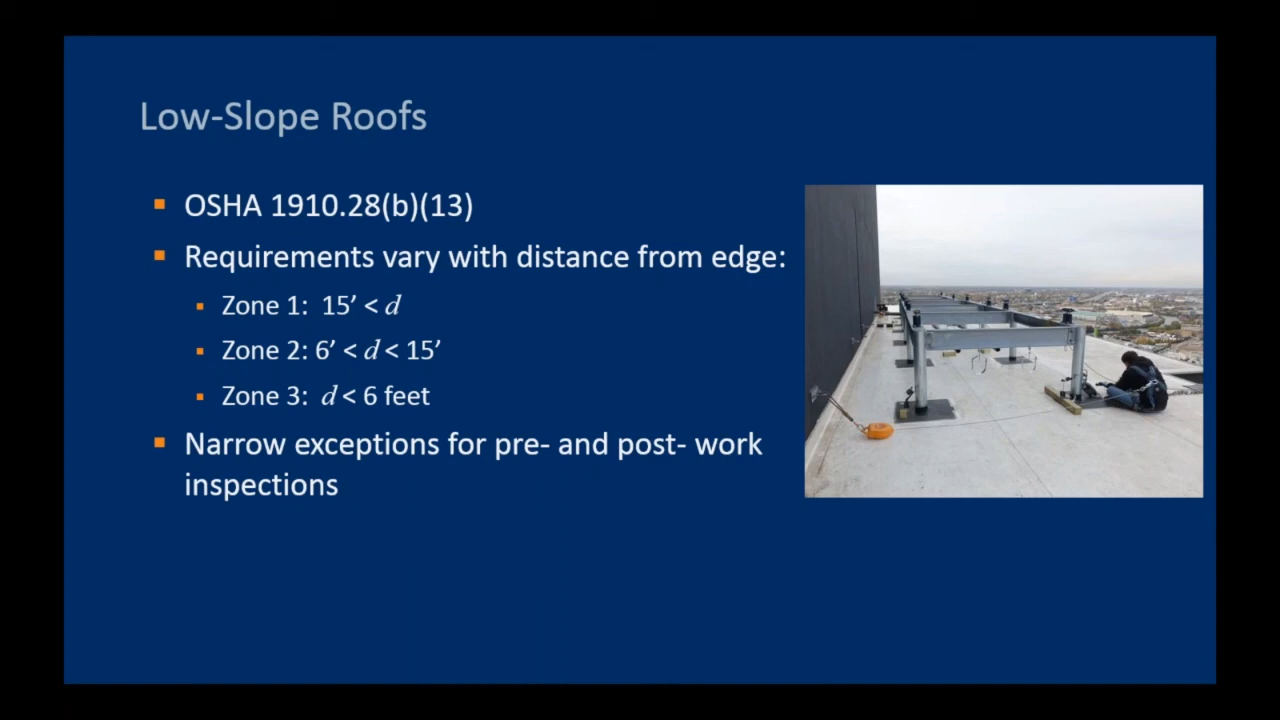 Low-Slope Roofs
OSHA 1910.28(b)(13)
Requirements vary with distance from edge:
Zone 1:  15’ < d
Zone 2: 6’ < d < 15’
Zone 3:  d < 6 feet
Narrow exceptions for pre- and post- work
inspections